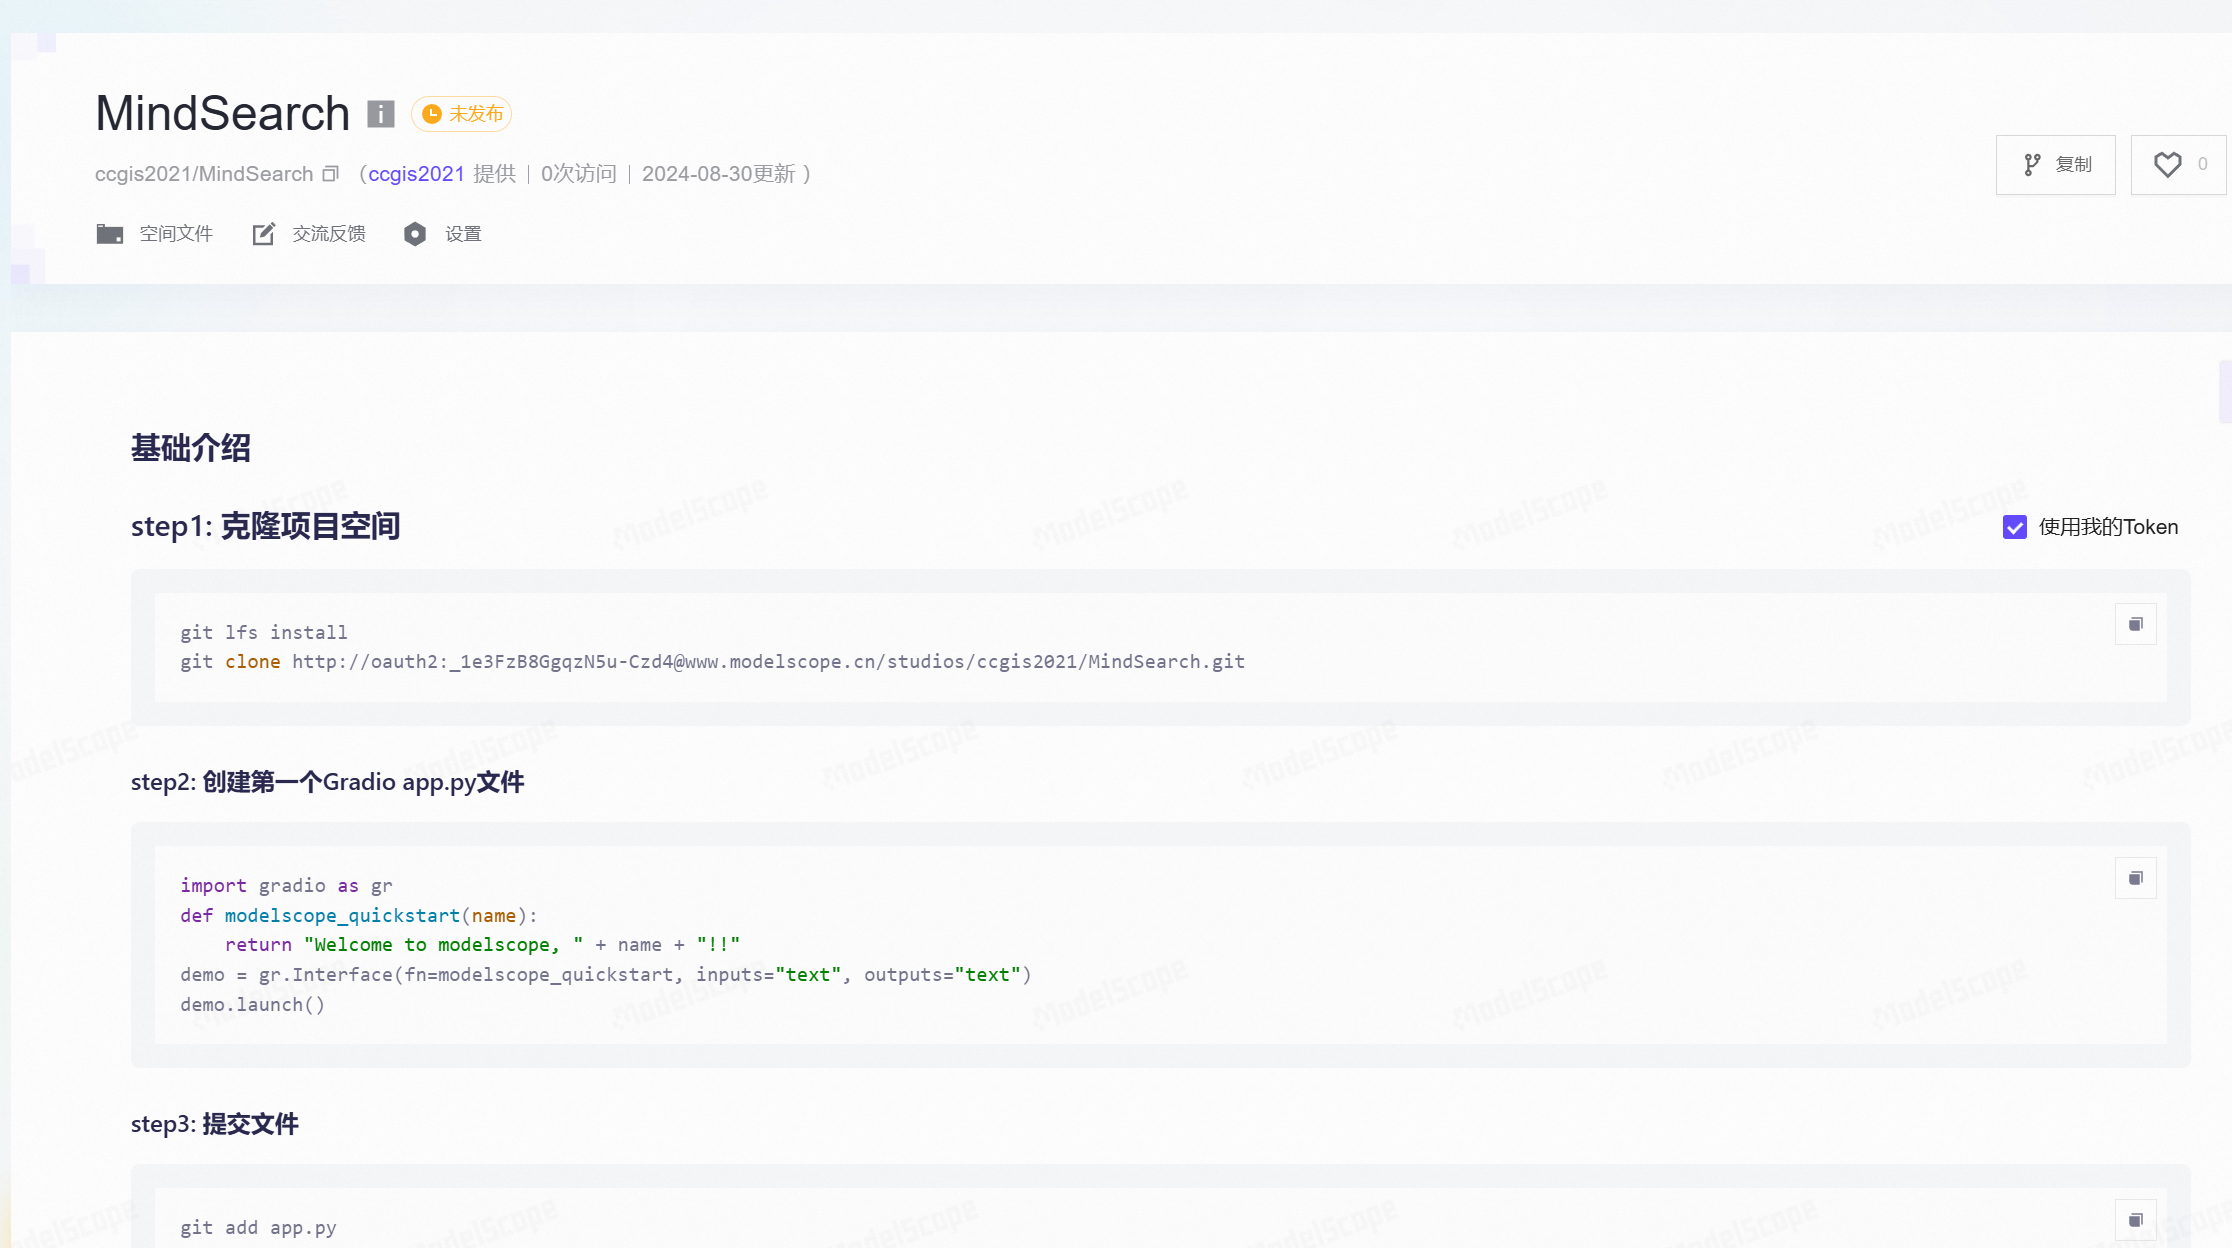 MindSearch i 未发布
ccgis2021/MindSearch （ccgis2021 提供 | 0次访问 | 2024-08-30更新 ）
复制 0
空间文件 交流反馈 设置
基础介绍
step1: 克隆项目空间
使用我的Token
git lfs install
git clone http://oauth2:_1e3FzB8GgqzN5u-Czd4@www.modelscope.cn/studios/ccgis2021/MindSearch.git
step2: 创建第一个Gradio app.py文件
import gradio as gr
def modelscope_quickstart(name):
    return "Welcome to modelscope, " + name + "!!"
demo = gr.Interface(fn=modelscope_quickstart, inputs="text", outputs="text")
demo.launch()
step3: 提交文件
git add app.py
ModelScope